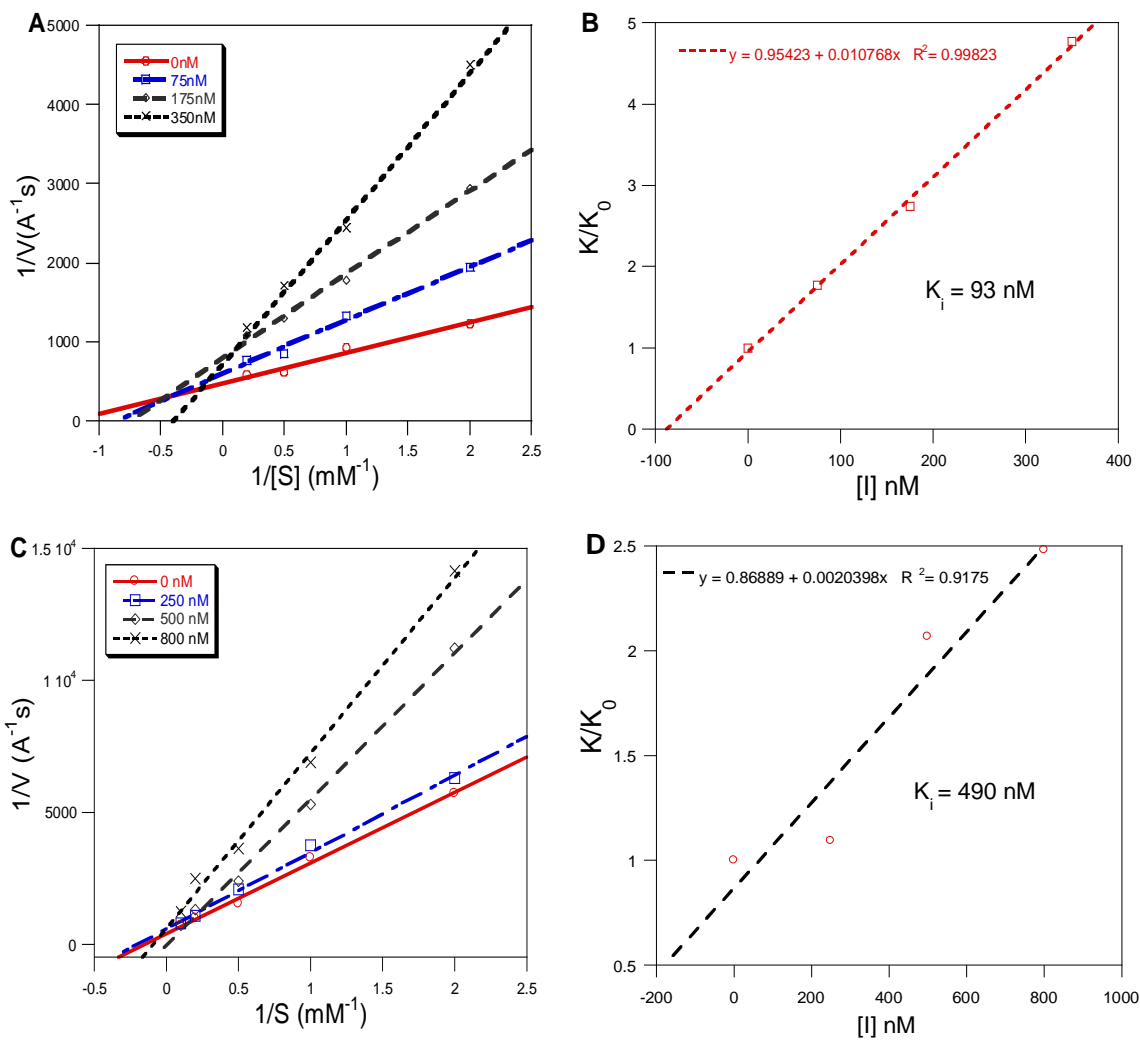 A
0nM
75nM
175nM
350nM
1/V(A⁻¹s)
5000
4000
3000
2000
1000
0
-1 -0.5 0 0.5 1 1.5 2 2.5
1/[S] (mM⁻¹)
B
y = 0.95423 + 0.010768x R²= 0.99823
K/K₀
5
4
3
2
1
0
Kᵢ = 93 nM
-100 0 100 200 300 400
[I] nM
C
0 nM
250 nM
500 nM
800 nM
1/V (A⁻¹s)
1.5 10⁴
1 10⁴
5000
0
-0.5 0 0.5 1 1.5 2 2.5
1/S (mM⁻¹)
D
y = 0.86889 + 0.0020398x R ²= 0.9175
K/K₀
2.5
2
1.5
1
0.5
Kᵢ = 490 nM
-200 0 200 400 600 800 1000
[I] nM